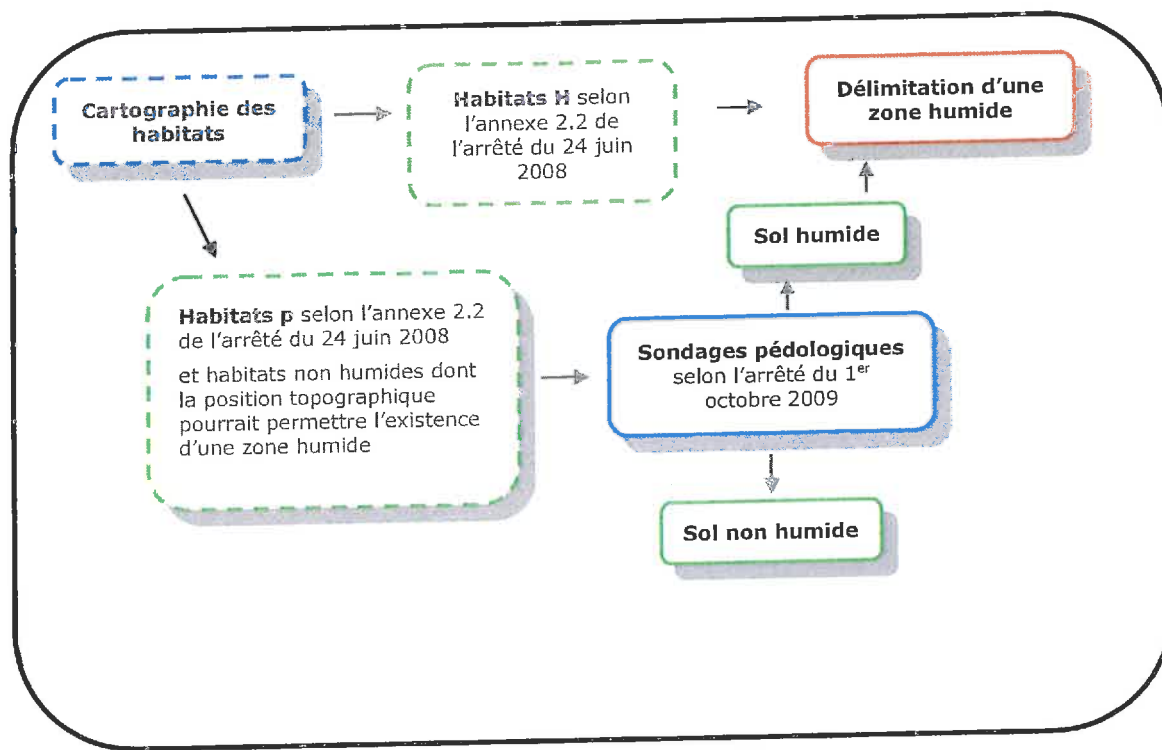 Cartographie des
habitats
Habitats H selon
l'annexe 2.2 de
l'arrêté du 24 juin
2008
Délimitation d'une
zone humide
Sol humide
Habitats p selon l'annexe 2.2
de l'arrêté du 24 juin 2008
et habitats non humides dont
la position topographique
pourrait permettre l'existence
d'une zone humide
Sondages pédologiques
selon l'arrêté du 1er
octobre 2009
Sol non humide